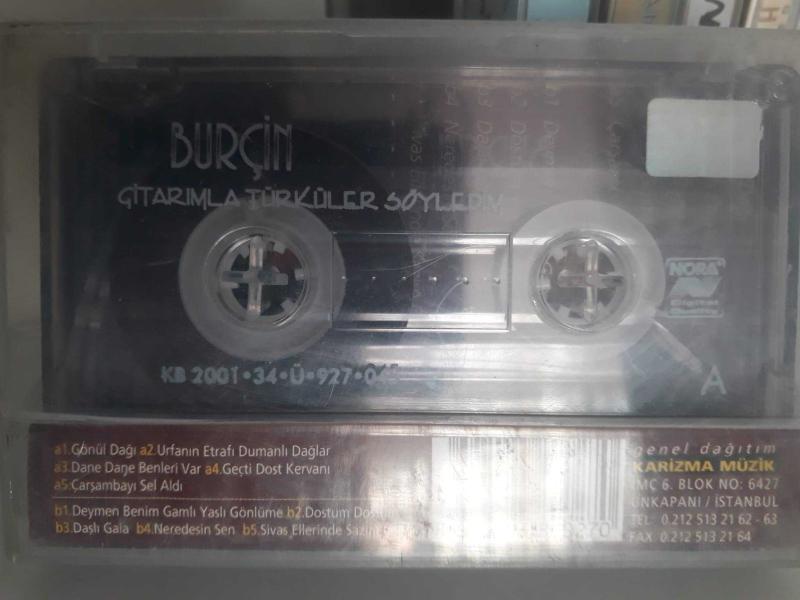 BURÇİN
GİTARIMLA TÜRKÜLER SÖYLEDİM
NORA
Digital
Quality
KB 2001•34•Ü•927•
A
a1.Gönül Dağı a2.Urfanın Etrafı Dumanlı Dağlar
a3.Dane Dane Benleri Var a4.Geçti Dost Kervanı
a5.Çarşambayı Sel Aldı
b1.Deymen Benim Gamlı Yaslı Gönlüme b2.Dostum Dostum
b3.Daşlı Gala b4.Neredesin Sen b5.Sivas Ellerinde Sazım
genel dağıtım
KARİZMA MÜZİK
İMÇ 6. BLOK NO: 6427
UNKAPANI / İSTANBUL
TEL: 0.212 513 21 62 - 63
FAX: 0.212 513 21 64